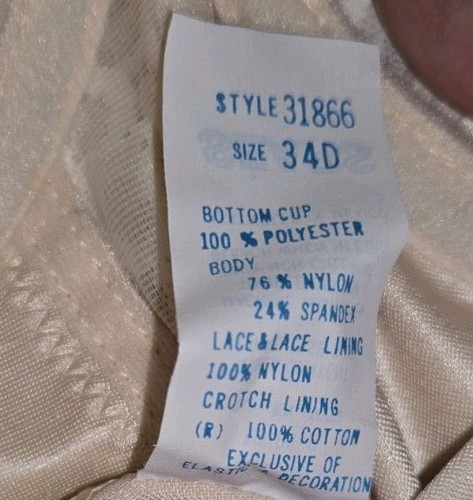 STYLE 31866
SIZE 34D
BOTTOM CUP
100 % POLYESTER
BODY
76 % NYLON
24% SPANDEX
LACE & LACE LINING
100% NYLON
CROTCH LINING
(R) 100% COTTON
EXCLUSIVE OF
ELASTIC DECORATION